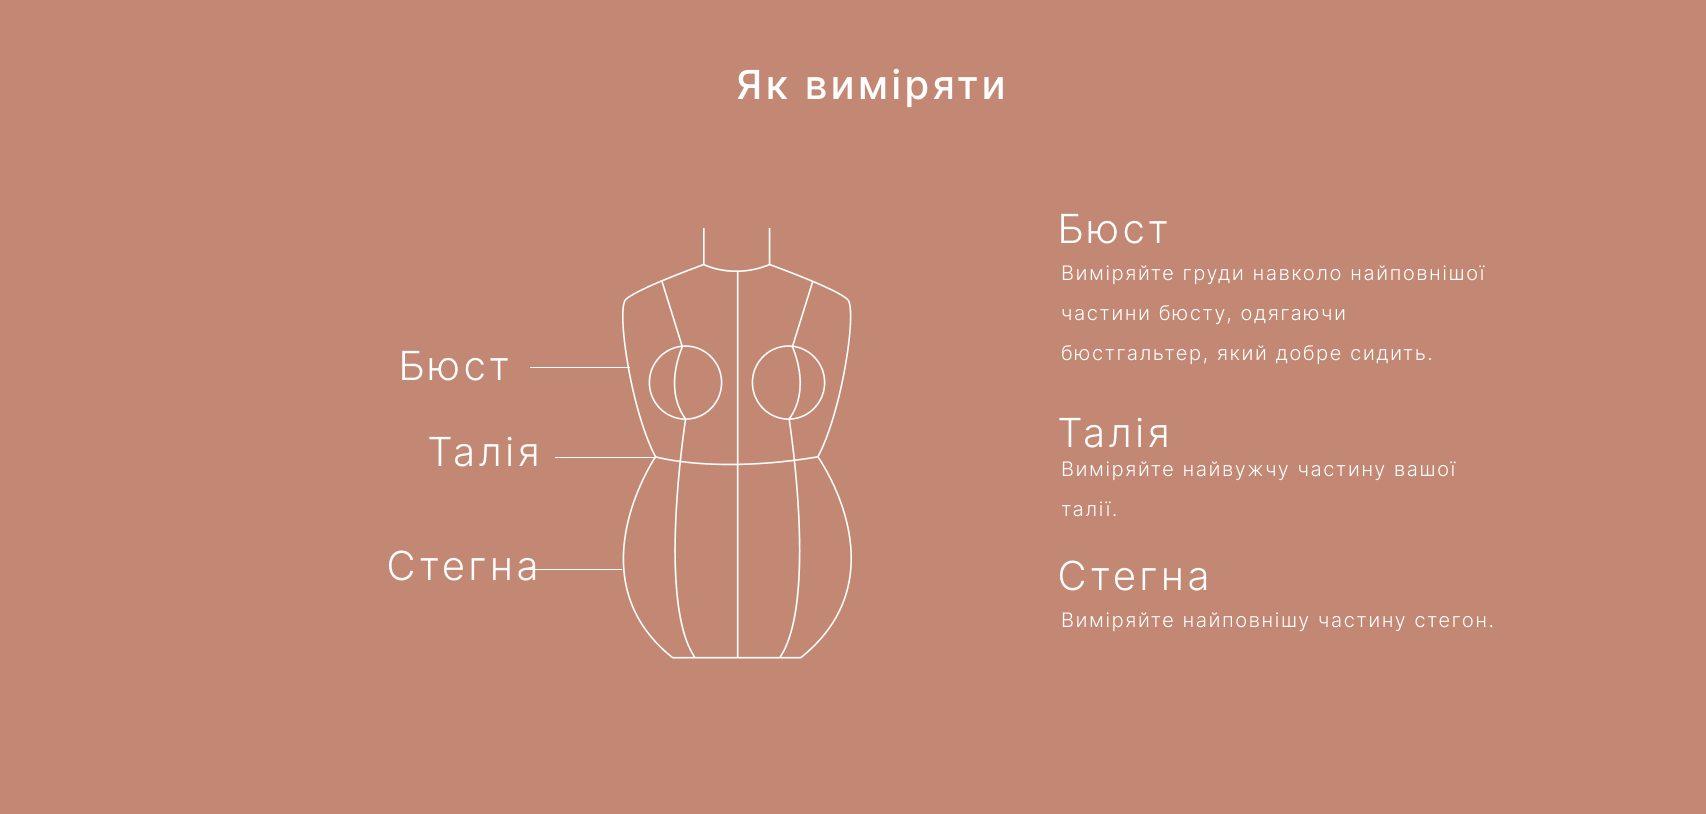 Як виміряти
Бюст
Талія
Стегна
Бюст
Виміряйте груди навколо найповнішої
частини бюсту, одягаючи
бюстгальтер, який добре сидить.
Талія
Виміряйте найвужчу частину вашої
талії.
Стегна
Виміряйте найповнішу частину стегон.